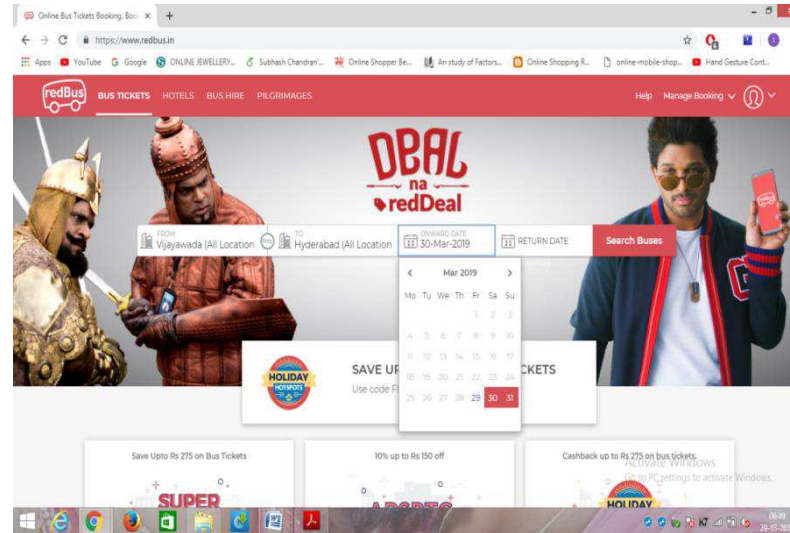 Online Bus Tickets Booking, Boo
https://www.redbus.in
Apps YouTube Google ONLINE JEWELLERY... Subhash Chandran'... Online Shopper Be... An study of Factors... Online Shopping R... online-mobile-shop... Hand Gesture Cont...
redBus BUS TICKETS HOTELS BUS HIRE PILGRIMAGES Help Manage Booking
DEAL
na
redDeal
FROM TO ONWARD DATE
Vijayawada (All Location Hyderabad (All Location 30-Mar-2019 RETURN DATE Search Buses
< Mar 2019 >
Mo Tu We Th Fr Sa Su
1 2 3
4 5 6 7 8 9 10
11 12 13 14 15 16 17
18 19 20 21 22 23 24
25 26 27 28 29 30 31
HOLIDAY
HOTSPOTS
SAVE CKETS
Use code
Save Upto Rs 275 on Bus Tickets 10% up to Rs 150 off Cashback up to Rs 275 on bus tickets.
Activate Windows
Go to PC settings to activate Windows.
SUPER HOLIDAY
06:49